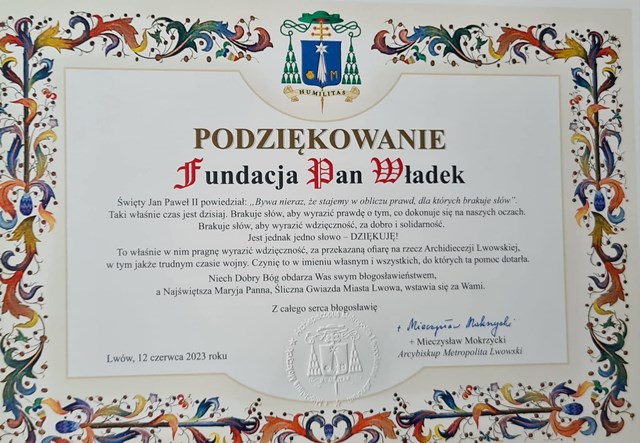 HUMILITAS
PODZIĘKOWANIE
Fundacja Pan Władek
Święty Jan Paweł II powiedział: „Bywa nieraz, że stajemy w obliczu prawd, dla których brakuje słów”.
Taki właśnie czas jest dzisiaj. Brakuje słów, aby wyrazić prawdę o tym, co dokonuje się na naszych oczach.
Brakuje słów, aby wyrazić wdzięczność, za dobro i solidarność.
Jest jednak jedno słowo – DZIĘKUJĘ!
To właśnie w nim pragnę wyrazić wdzięczność, za przekazaną ofiarę na rzecz Archidiecezji Lwowskiej,
w tym jakże trudnym czasie wojny. Czynię to w imieniu własnym i wszystkich, do których ta pomoc dotarła.
Niech Dobry Bóg obdarza Was swym błogosławieństwem,
a Najświętsza Maryja Panna, Śliczna Gwiazda Miasta Lwowa, wstawia się za Wami.
Z całego serca błogosławię
+ Mieczysław Mokrzycki
+ Mieczysław Mokrzycki
Arcybiskup Metropolita Lwowski
Lwów, 12 czerwca 2023 roku